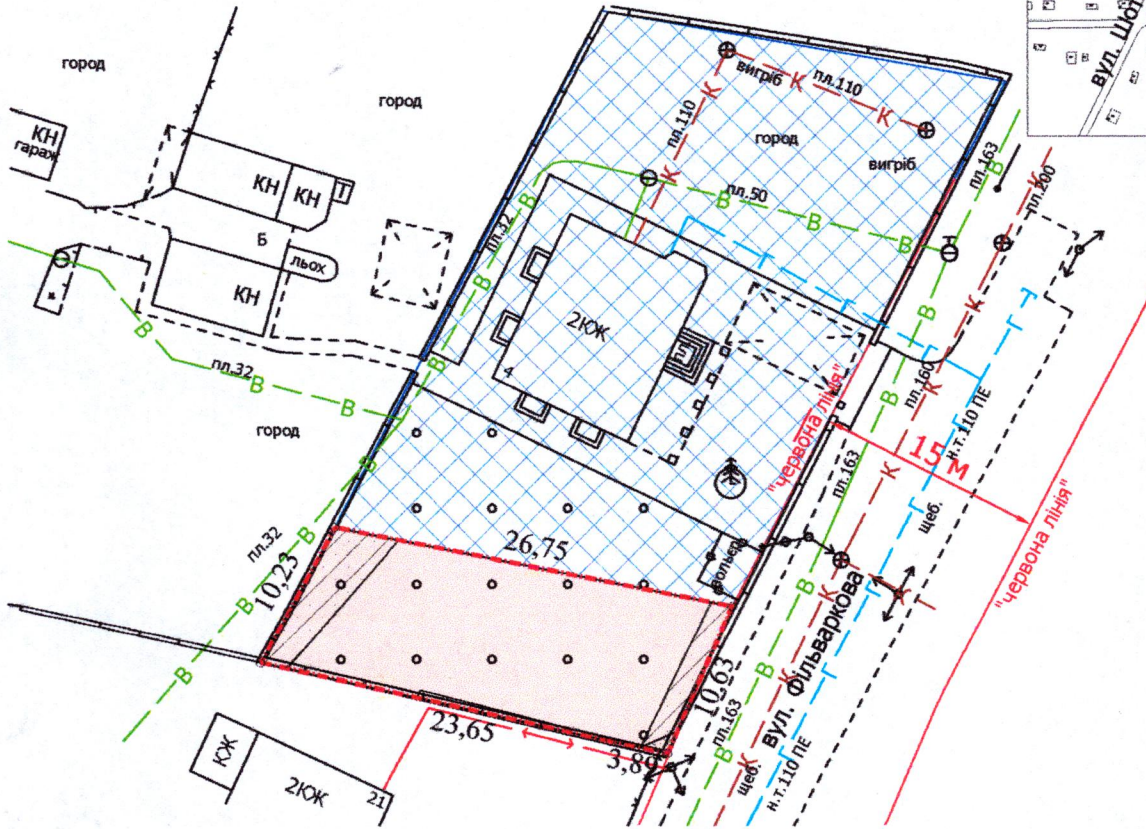 город
КН
гараж
город
КН
КН
Т
Б
льох
КН
В
пл.32
В
город
пл.32
В
В
В
пл.32
В
В
вигріб
К
пл.110
К
пл.110
К
К
город
вигріб
пл.50
В
В
В
пл.163
В
К
пл.200
К
вул. Шоп
2КЖ
4
Г
Г
"червона лінія"
В
В
пл.160
К
К
Г
н.т.110 ПЕ
15 м
пл.163
щеб.
"червона лінія"
26,75
вольєр
10,23
10,63
23,65
3,89
вул. Фільваркова
В
К
пл.163
В
щеб.
н.т.110 ПЕ
КЖ
2КЖ
21